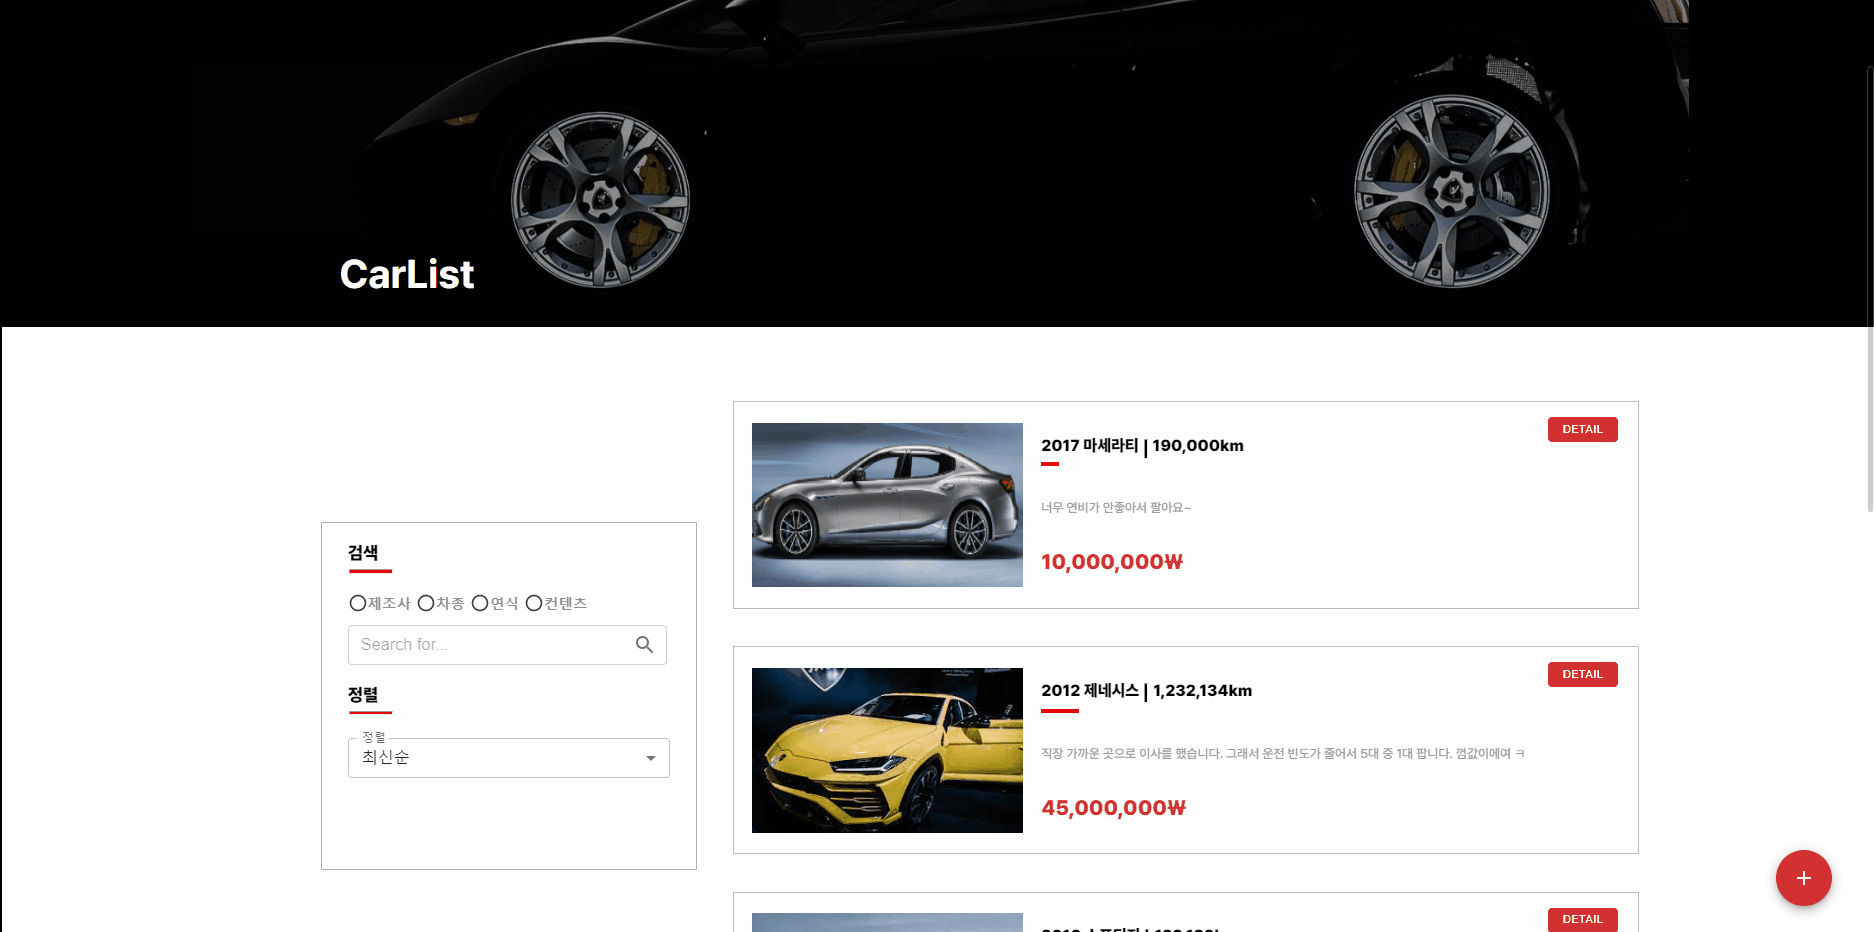 CarList
검색
제조사 차종 연식 컨텐츠
Search for...
정렬
정렬
최신순
2017 마세라티 | 190,000km
DETAIL
너무 연비가 안좋아서 팔아요~
10,000,000₩
2012 제네시스 | 1,232,134km
DETAIL
직장 가까운 곳으로 이사를 했습니다. 그래서 운전 빈도가 줄어서 5대 중 1대 팝니다. 껌값이에여 ㅋ
45,000,000₩
DETAIL
+